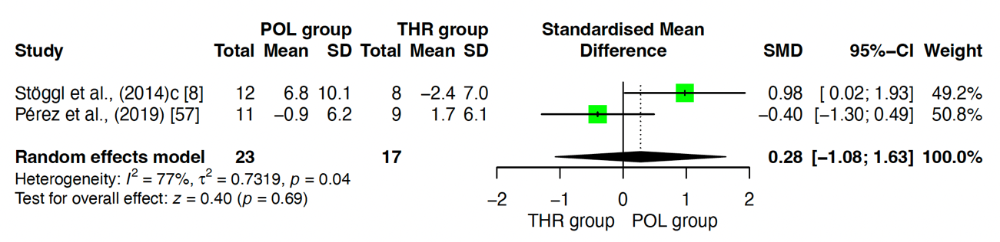 POL group THR group Standardised Mean
Study Total Mean SD Total Mean SD Difference SMD 95%−CI Weight
Stöggl et al., (2014)c [8] 12 6.8 10.1 8 −2.4 7.0 0.98 [ 0.02; 1.93] 49.2%
Pérez et al., (2019) [57] 11 −0.9 6.2 9 1.7 6.1 −0.40 [−1.30; 0.49] 50.8%
Random effects model 23 17 0.28 [−1.08; 1.63] 100.0%
Heterogeneity: I² = 77%, τ² = 0.7319, p = 0.04
Test for overall effect: z = 0.40 (p = 0.69)
−2 −1 0 1 2
THR group POL group